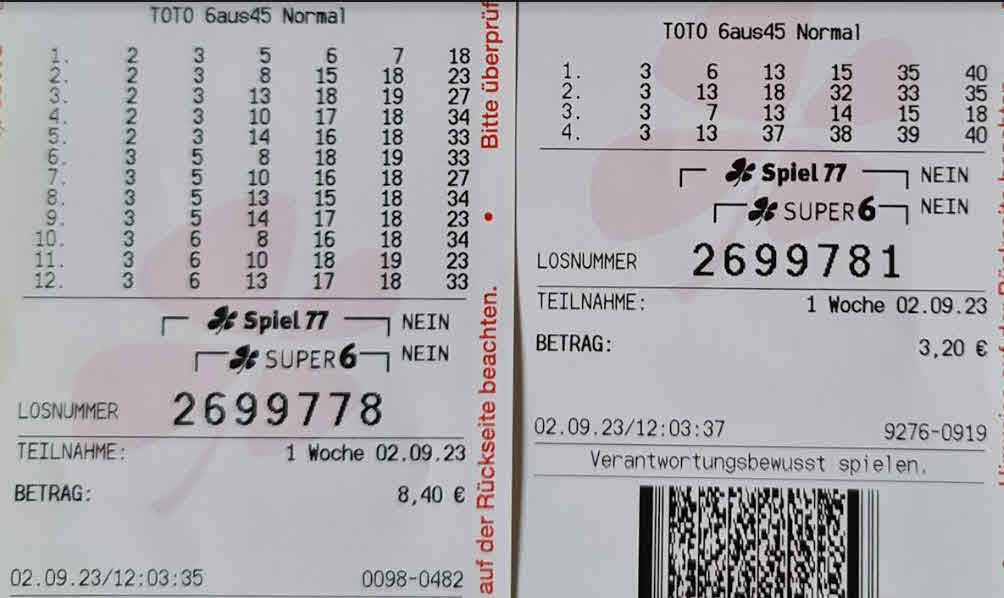 TOTO 6aus45 Normal
1. 2 3 5 6 7 18
2. 2 3 8 15 18 23
3. 2 3 13 18 19 27
4. 2 3 10 17 18 34
5. 2 3 14 16 18 33
6. 3 5 8 18 19 33
7. 3 5 10 16 18 27
8. 3 5 13 15 18 34
9. 3 5 14 17 18 23
10. 3 6 8 16 18 34
11. 3 6 10 18 19 23
12. 3 6 13 17 18 33
Spiel 77 NEIN
SUPER 6 NEIN
LOSNUMMER 2699778
TEILNAHME: 1 Woche 02.09.23
BETRAG: 8,40 €
02.09.23/12:03:35 0098-0482
auf der Rückseite beachten. • Bitte überprüf
TOTO 6aus45 Normal
1. 3 6 13 15 35 40
2. 3 13 18 32 33 35
3. 3 7 13 14 15 18
4. 3 13 37 38 39 40
Spiel 77 NEIN
SUPER 6 NEIN
LOSNUMMER 2699781
TEILNAHME: 1 Woche 02.09.23
BETRAG: 3,20 €
02.09.23/12:03:37 9276-0919
Verantwortungsbewusst spielen.